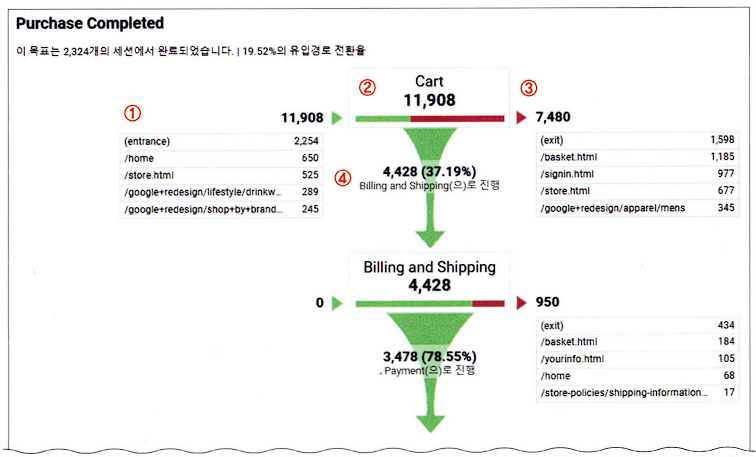 Purchase Completed
이 목표는 2,324개의 세션에서 완료되었습니다. | 19.52%의 유입경로 전환율
① ② Cart ③
11,908 11,908 7,480
(entrance) 2,254
/home 650
/store.html 525
/google+redesign/lifestyle/drinkw... 289
/google+redesign/shop+by+brand... 245
④ 4,428 (37.19%)
Billing and Shipping(으)로 진행
(exit) 1,598
/basket.html 1,185
/signin.html 977
/store.html 677
/google+redesign/apparel/mens 345
Billing and Shipping
4,428
0 950
3,478 (78.55%)
. Payment(으)로 진행
(exit) 434
/basket.html 184
/yourinfo.html 105
/home 68
/store-policies/shipping-information... 17